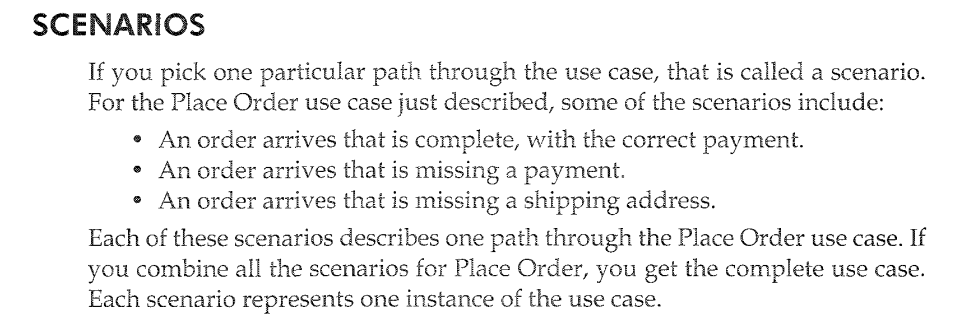 SCENARIOS
If you pick one particular path through the use case, that is called a scenario.
For the Place Order use case just described, some of the scenarios include:
• An order arrives that is complete, with the correct payment.
• An order arrives that is missing a payment.
• An order arrives that is missing a shipping address.
Each of these scenarios describes one path through the Place Order use case. If
you combine all the scenarios for Place Order, you get the complete use case.
Each scenario represents one instance of the use case.